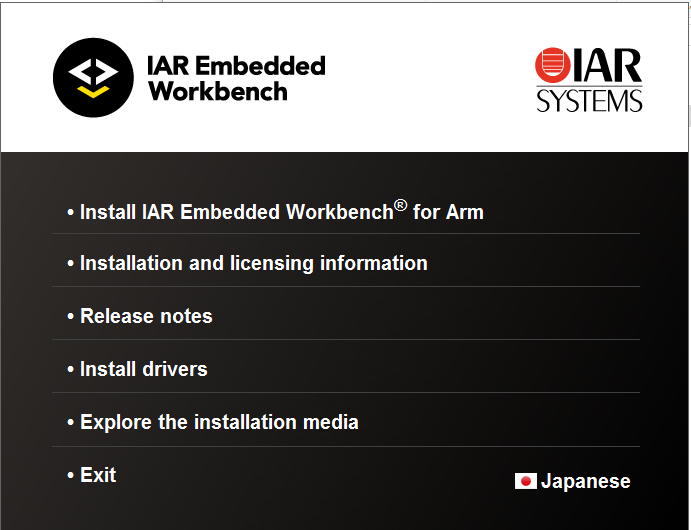 IAR Embedded
Workbench
IAR
SYSTEMS
• Install IAR Embedded Workbench® for Arm
• Installation and licensing information
• Release notes
• Install drivers
• Explore the installation media
• Exit
Japanese